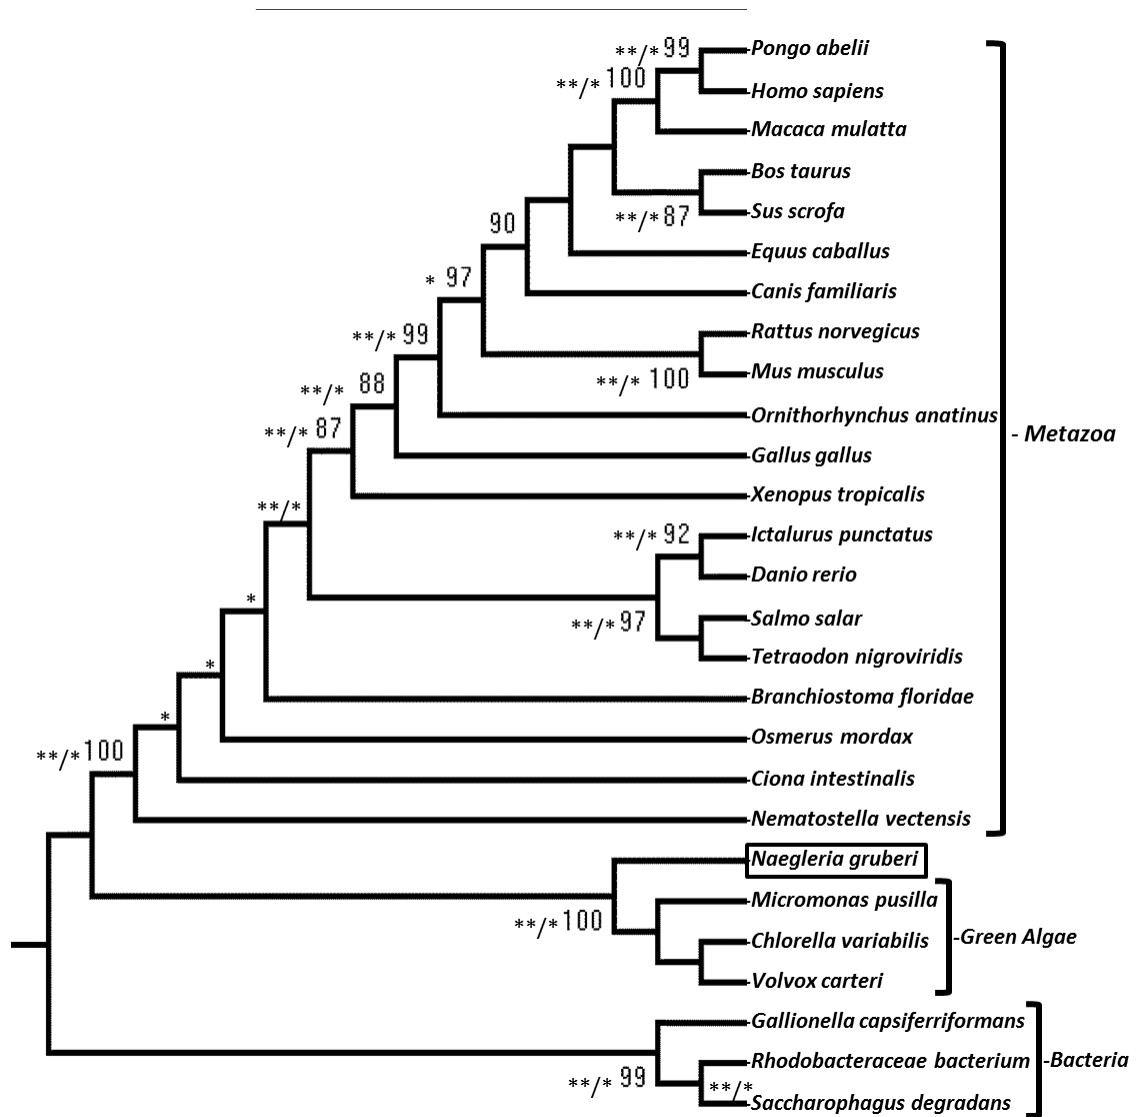 **/* 99
Pongo abelii
**/* 100
Homo sapiens
Macaca mulatta
Bos taurus
**/* 87
Sus scrofa
90
Equus caballus
* 97
Canis familiaris
**/* 99
Rattus norvegicus
**/* 100
Mus musculus
**/* 88
Ornithorhynchus anatinus
- Metazoa
**/* 87
Gallus gallus
Xenopus tropicalis
**/*
**/* 92
Ictalurus punctatus
Danio rerio
*
**/* 97
Salmo salar
Tetraodon nigroviridis
*
Branchiostoma floridae
*
Osmerus mordax
**/* 100
Ciona intestinalis
Nematostella vectensis
Naegleria gruberi
Micromonas pusilla
**/* 100
Chlorella variabilis
-Green Algae
Volvox carteri
Gallionella capsiferriformans
Rhodobacteraceae bacterium
-Bacteria
**/* 99
**/*
Saccharophagus degradans